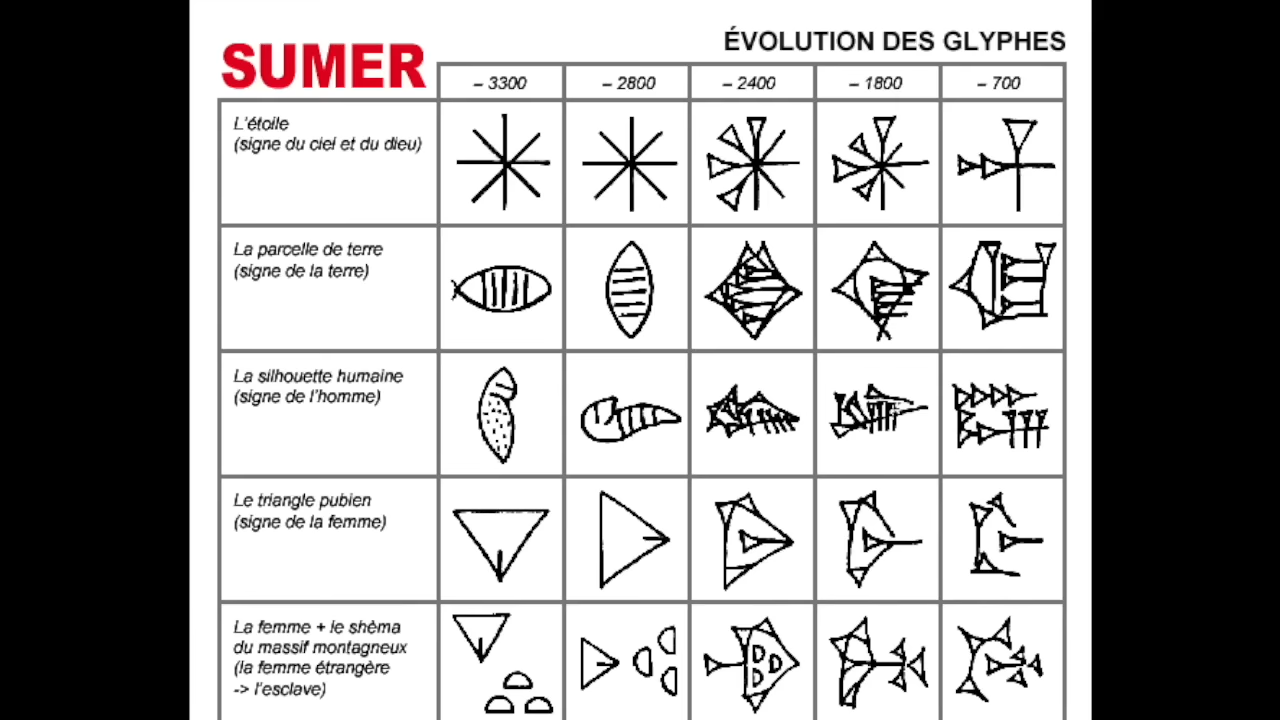 ÉVOLUTION DES GLYPHES
SUMER
– 3300 – 2800 – 2400 – 1800 – 700
L'étoile
(signe du ciel et du dieu)
La parcelle de terre
(signe de la terre)
La silhouette humaine
(signe de l'homme)
Le triangle pubien
(signe de la femme)
La femme + le shèma
du massif montagneux
(la femme étrangère
-> l'esclave)